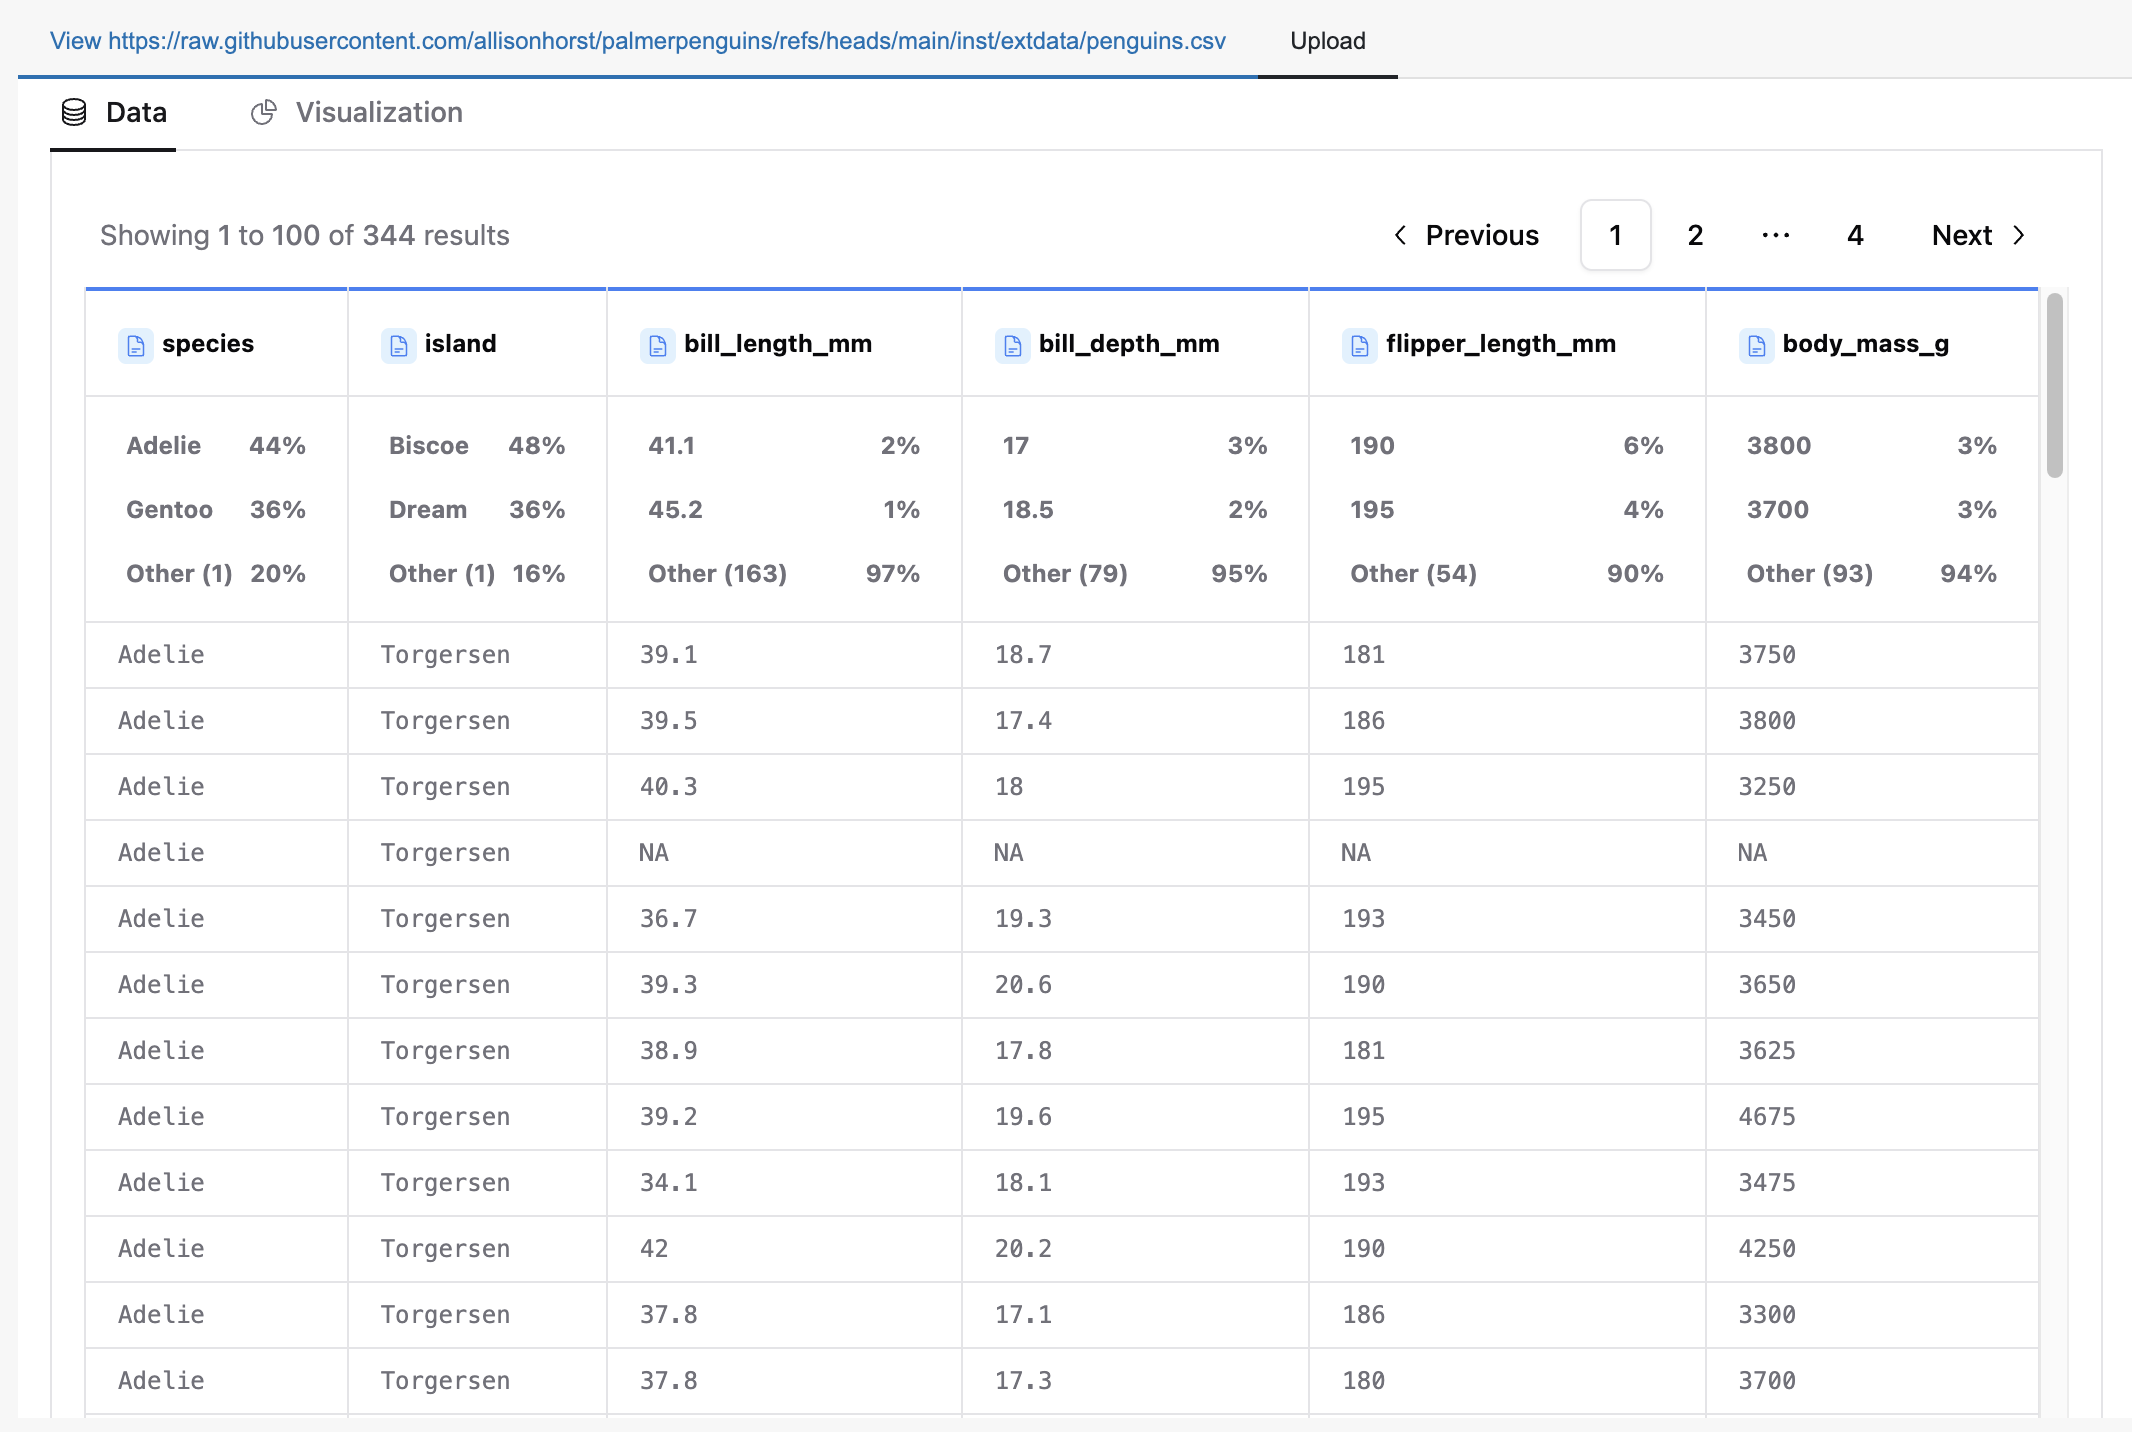 View https://raw.githubusercontent.com/allisonhorst/palmerpenguins/refs/heads/main/inst/extdata/penguins.csv Upload
Data Visualization
Showing 1 to 100 of 344 results Previous 1 2 ... 4 Next
species island bill_length_mm bill_depth_mm flipper_length_mm body_mass_g
Adelie 44% Biscoe 48% 41.1 2% 17 3% 190 6% 3800 3%
Gentoo 36% Dream 36% 45.2 1% 18.5 2% 195 4% 3700 3%
Other (1) 20% Other (1) 16% Other (163) 97% Other (79) 95% Other (54) 90% Other (93) 94%
Adelie Torgersen 39.1 18.7 181 3750
Adelie Torgersen 39.5 17.4 186 3800
Adelie Torgersen 40.3 18 195 3250
Adelie Torgersen NA NA NA NA
Adelie Torgersen 36.7 19.3 193 3450
Adelie Torgersen 39.3 20.6 190 3650
Adelie Torgersen 38.9 17.8 181 3625
Adelie Torgersen 39.2 19.6 195 4675
Adelie Torgersen 34.1 18.1 193 3475
Adelie Torgersen 42 20.2 190 4250
Adelie Torgersen 37.8 17.1 186 3300
Adelie Torgersen 37.8 17.3 180 3700